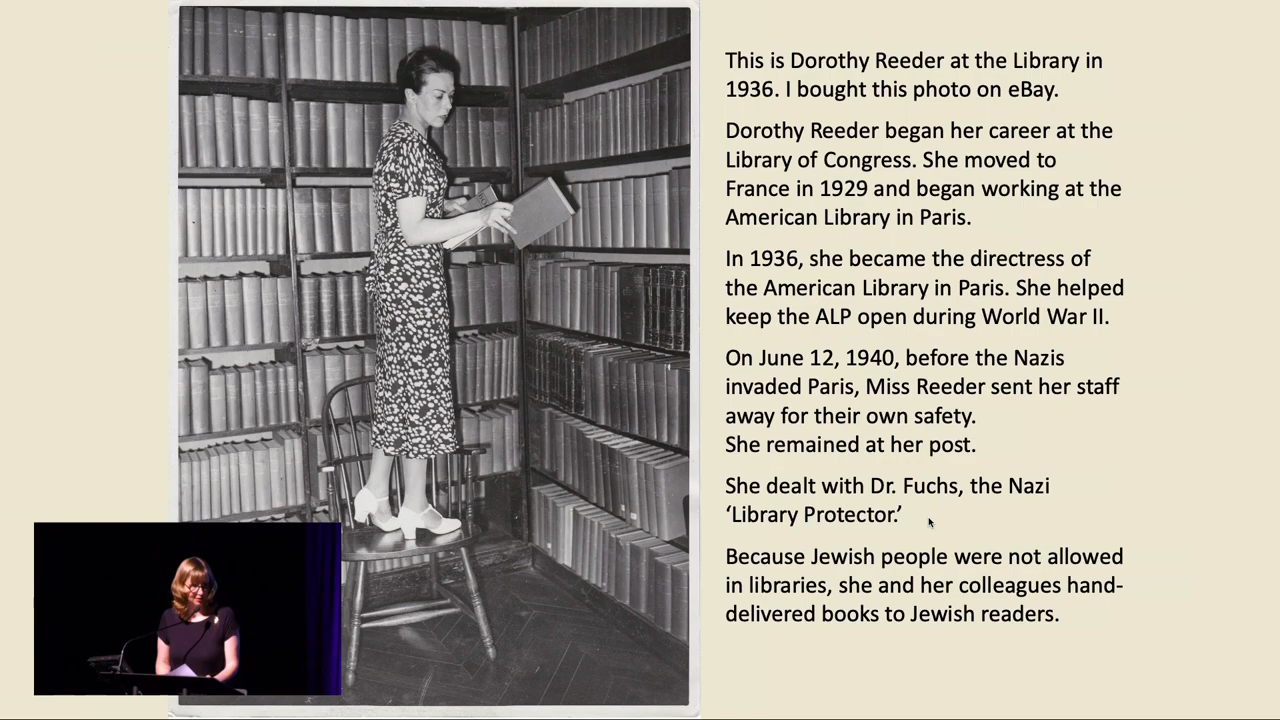 This is Dorothy Reeder at the Library in
1936. I bought this photo on eBay.
Dorothy Reeder began her career at the
Library of Congress. She moved to
France in 1929 and began working at the
American Library in Paris.
In 1936, she became the directress of
the American Library in Paris. She helped
keep the ALP open during World War II.
On June 12, 1940, before the Nazis
invaded Paris, Miss Reeder sent her staff
away for their own safety.
She remained at her post.
She dealt with Dr. Fuchs, the Nazi
‘Library Protector.’
Because Jewish people were not allowed
in libraries, she and her colleagues hand-
delivered books to Jewish readers.